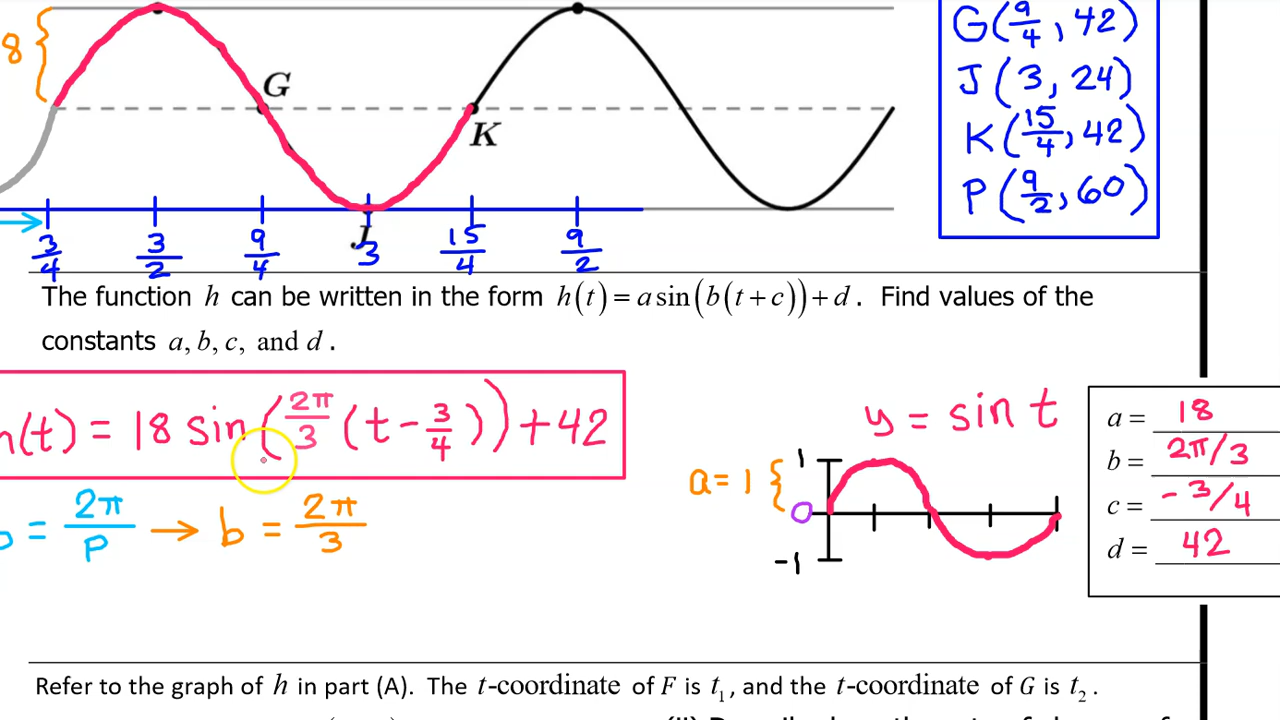 8
G
K
J
3/4 3/2 9/4 3 15/4 9/2
G(9/4, 42)
J(3, 24)
K(15/4, 42)
P(9/2, 60)
The function h can be written in the form h(t) = a sin(b(t+c))+d. Find values of the
constants a, b, c, and d.
h(t) = 18 sin(2π/3(t - 3/4)) + 42
b = 2π/P → b = 2π/3
y = sin t
a = 1
1
0
-1
a = 18
b = 2π/3
c = -3/4
d = 42
Refer to the graph of h in part (A). The t-coordinate of F is t₁, and the t-coordinate of G is t₂.